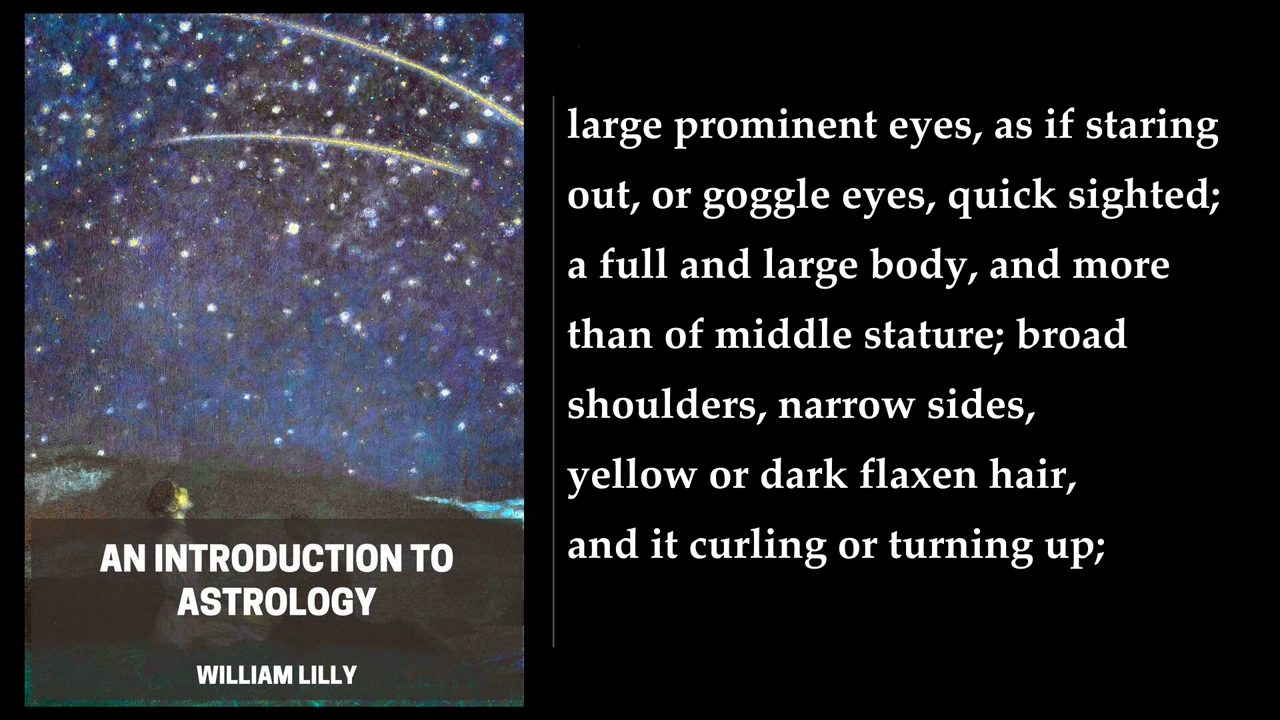 AN INTRODUCTION TO
ASTROLOGY
WILLIAM LILLY
large prominent eyes, as if staring
out, or goggle eyes, quick sighted;
a full and large body, and more
than of middle stature; broad
shoulders, narrow sides,
yellow or dark flaxen hair,
and it curling or turning up;